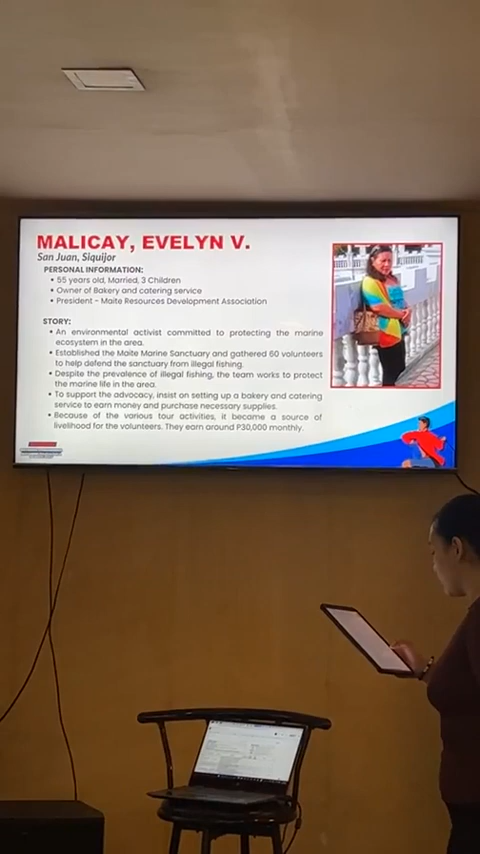 MALICAY, EVELYN V.
San Juan, Siquijor
PERSONAL INFORMATION:
• 55 years old, Married, 3 Children
• Owner of Bakery and catering service
• President - Maite Resources Development Association
STORY:
• An environmental activist committed to protecting the marine
ecosystem in the area.
• Established the Maite Marine Sanctuary and gathered 60 volunteers
to help defend the sanctuary from illegal fishing.
• Despite the prevalence of illegal fishing, the team works to protect
the marine life in the area.
• To support the advocacy, insist on setting up a bakery and catering
service to earn money and purchase necessary supplies.
• Because of the various tour activities, it became a source of
livelihood for the volunteers. They earn around P30,000 monthly.